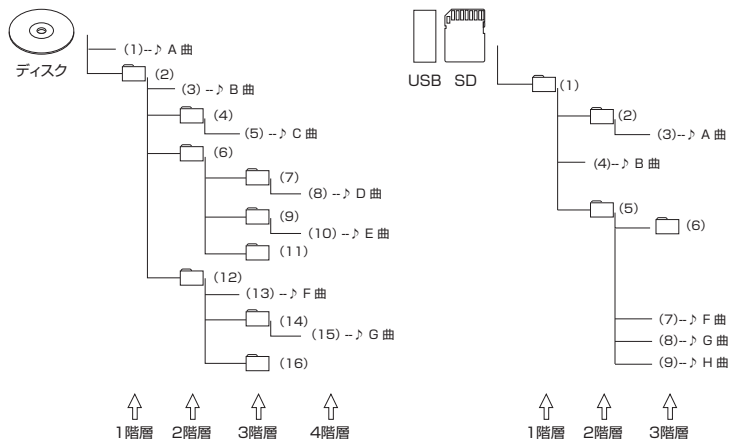 ディスク
(1)--♪ A 曲
(2)
(3) --♪ B 曲
(4)
(5) --♪ C 曲
(6)
(7)
(8) --♪ D 曲
(9)
(10) --♪ E 曲
(11)
(12)
(13) --♪ F 曲
(14)
(15) --♪ G 曲
(16)
1階層 2階層 3階層 4階層
USB SD
(1)
(2)
(3)--♪ A 曲
(4)--♪ B 曲
(5)
(6)
(7)--♪ F 曲
(8)--♪ G 曲
(9)--♪ H 曲
1階層 2階層 3階層